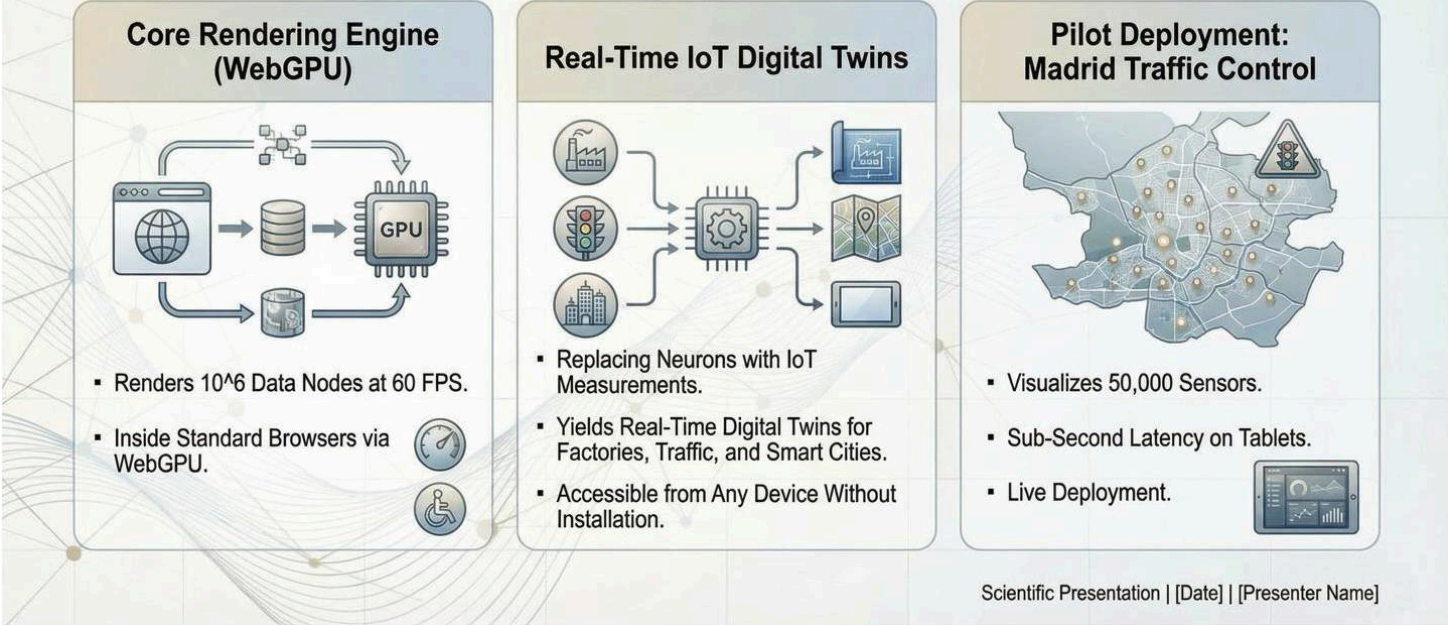 Core Rendering Engine
(WebGPU)
GPU
▪ Renders 10^6 Data Nodes at 60 FPS.
▪ Inside Standard Browsers via
WebGPU.
Real-Time IoT Digital Twins
▪ Replacing Neurons with IoT
Measurements.
▪ Yields Real-Time Digital Twins for
Factories, Traffic, and Smart Cities.
▪ Accessible from Any Device Without
Installation.
Pilot Deployment:
Madrid Traffic Control
▪ Visualizes 50,000 Sensors.
▪ Sub-Second Latency on Tablets.
▪ Live Deployment.
Scientific Presentation | [Date] | [Presenter Name]